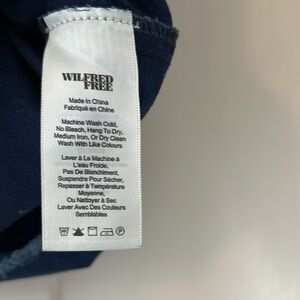 WILFRED
FREE
Made in China
Fabriqué en Chine
Machine Wash Cold,
No Bleach, Hang To Dry,
Medium Iron, Or Dry Clean
Wash With Like Colours
Laver À La Machine À
L'eau Froide,
Pas De Blanchiment,
Suspendre Pour Sécher,
Repasser à Température
Moyenne,
Ou Nettoyer à Sec
Laver Avec Des Couleurs
Semblables